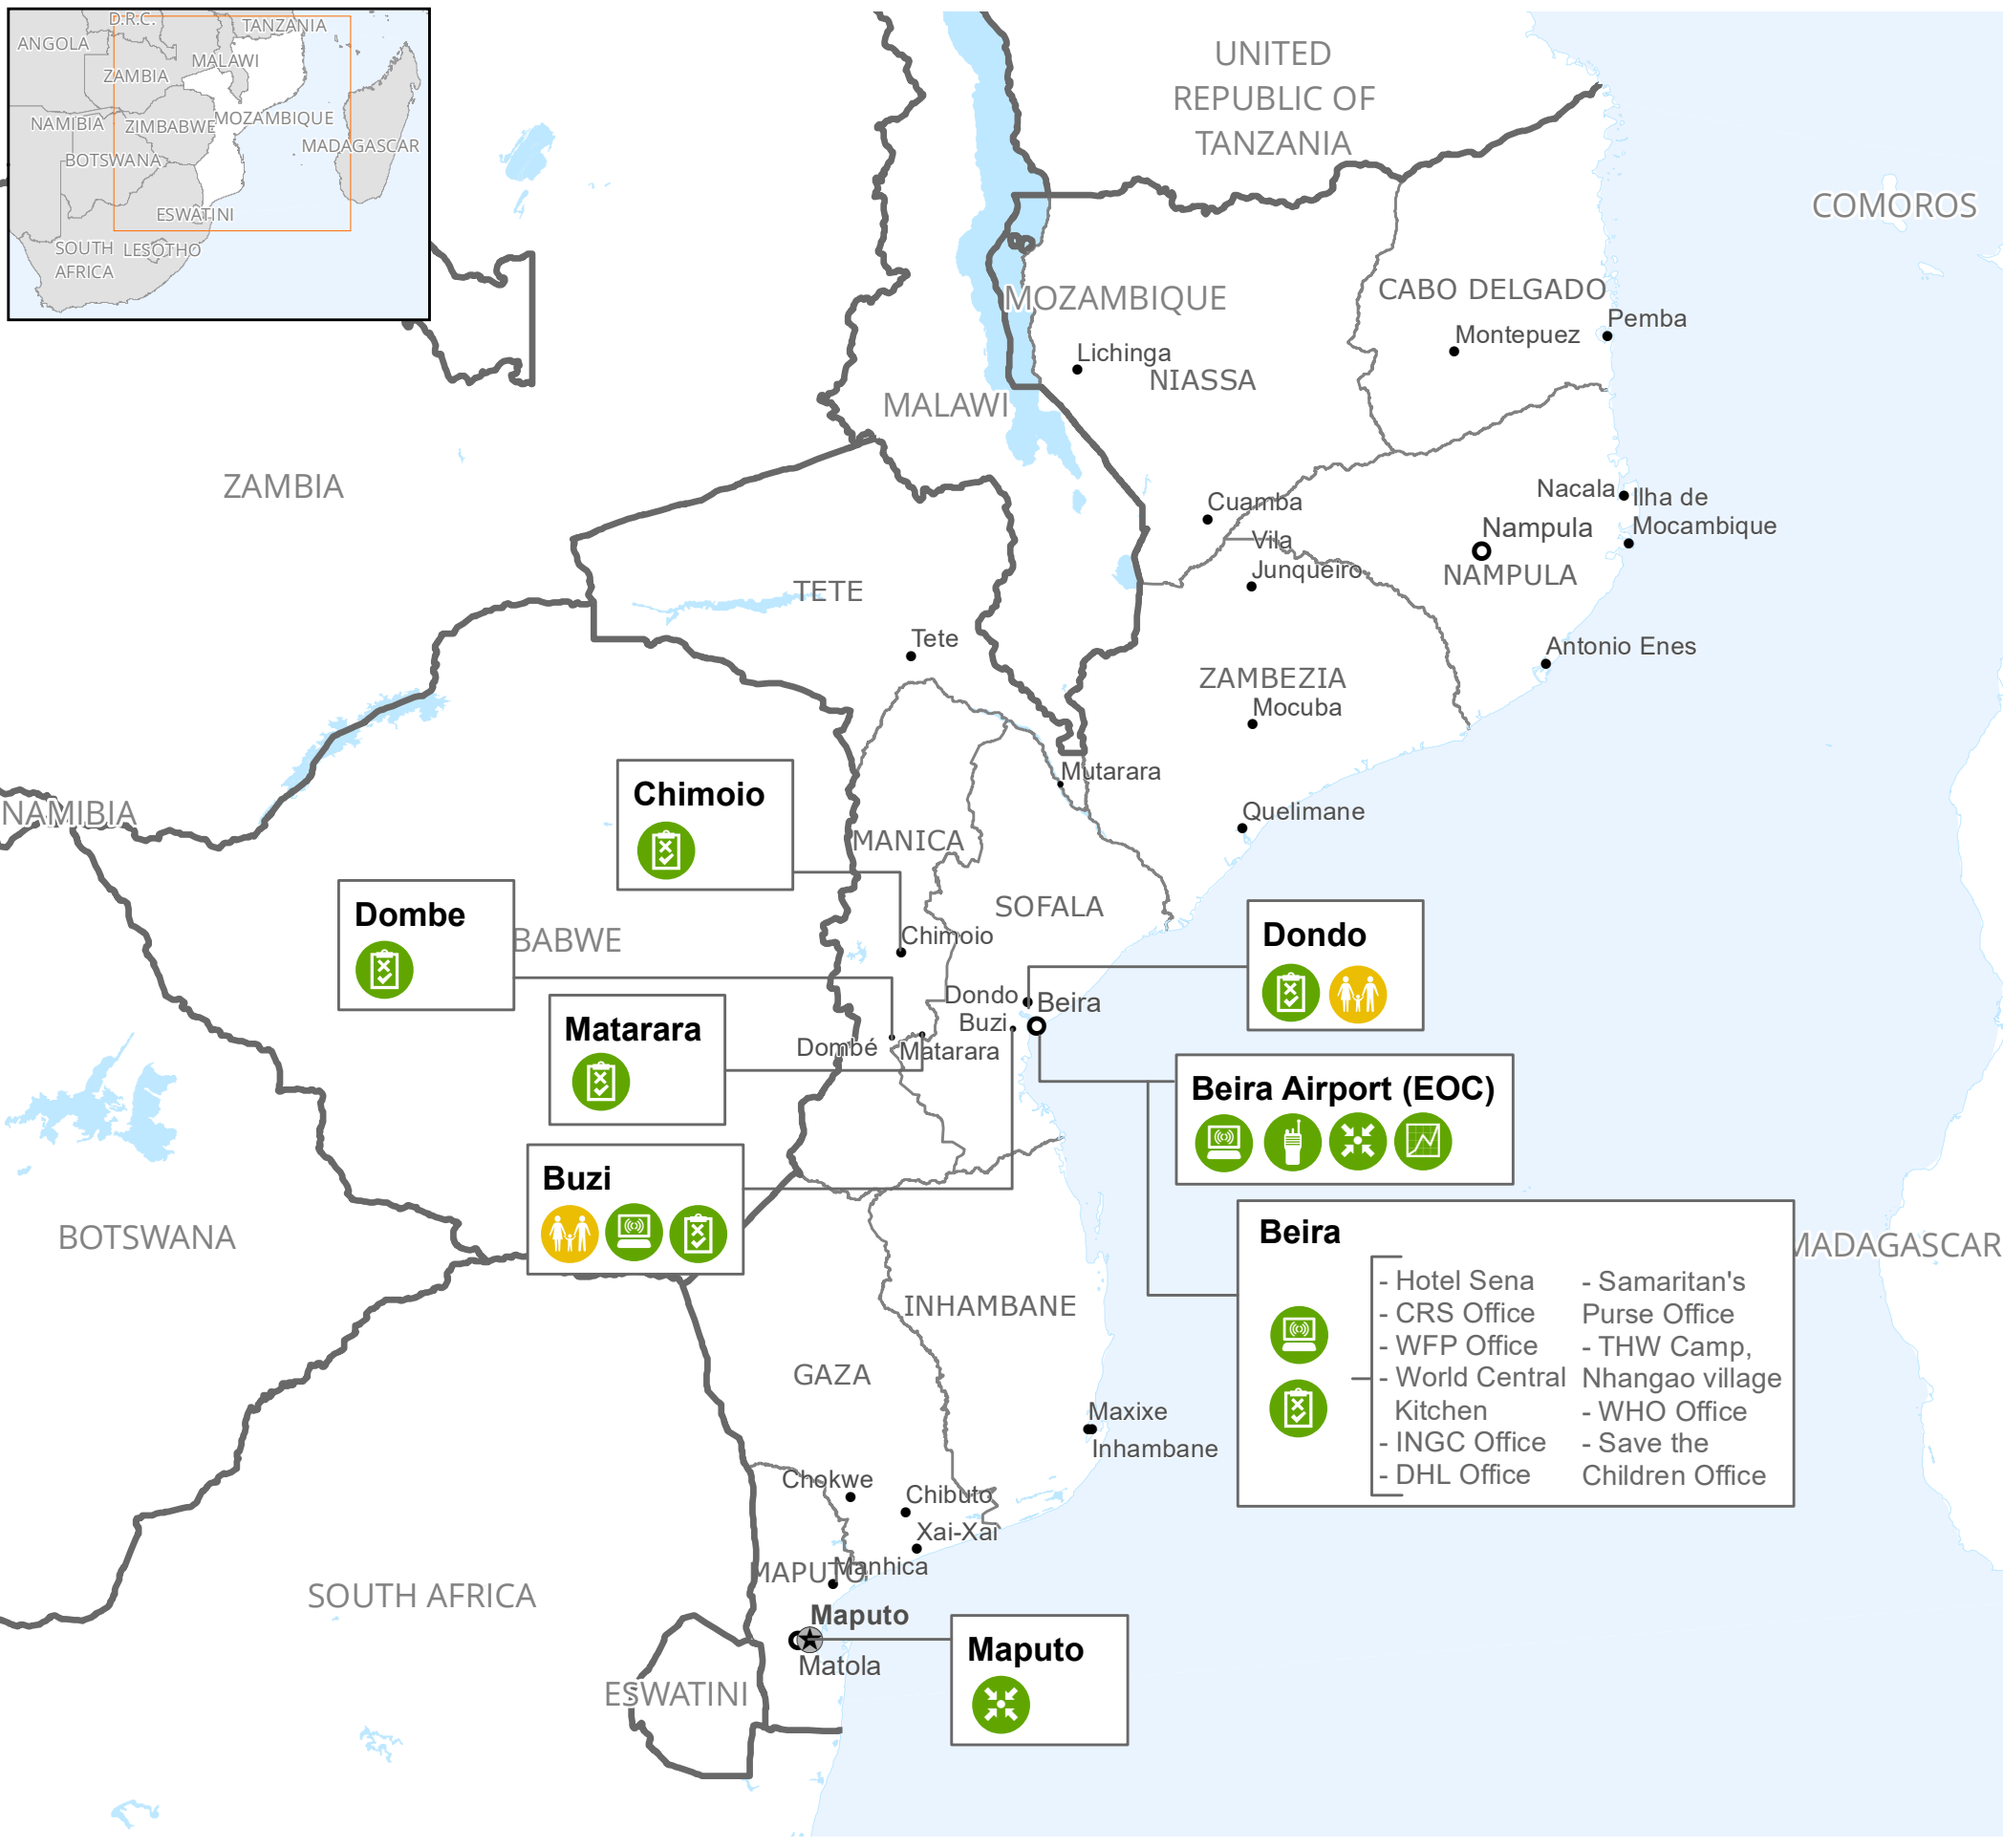 D.R.C.
TANZANIA
ANGOLA
MALAWI
ZAMBIA
NAMIBIA
ZIMBABWE
MOZAMBIQUE
MADAGASCAR
BOTSWANA
ESWATINI
SOUTH
AFRICA
LESOTHO
UNITED
REPUBLIC OF
TANZANIA
COMOROS
MOZAMBIQUE
CABO DELGADO
Pemba
Montepuez
Lichinga
NIASSA
MALAWI
ZAMBIA
Nacala
Ilha de
Mocambique
Cuamba
Nampula
Vila
Junqueiro
NAMPULA
TETE
Tete
Antonio Enes
ZAMBEZIA
Mocuba
Mutarara
Quelimane
NAMIBIA
Chimoio
MANICA
SOFALA
Dombe
BABWE
Chimoio
Dondo
Dondo
Beira
Buzi
Matarara
Dombé
Matarara
Beira Airport (EOC)
Buzi
BOTSWANA
Beira
MADAGASCAR
- Hotel Sena
- CRS Office
- WFP Office
- World Central
Kitchen
- INGC Office
- DHL Office
- Samaritan's
Purse Office
- THW Camp,
Nhangao village
- WHO Office
- Save the
Children Office
INHAMBANE
GAZA
Maxixe
Inhambane
Chokwe
Chibuto
Xai-Xai
MAPUTO
Manhica
SOUTH AFRICA
Maputo
Matola
Maputo
ESWATINI